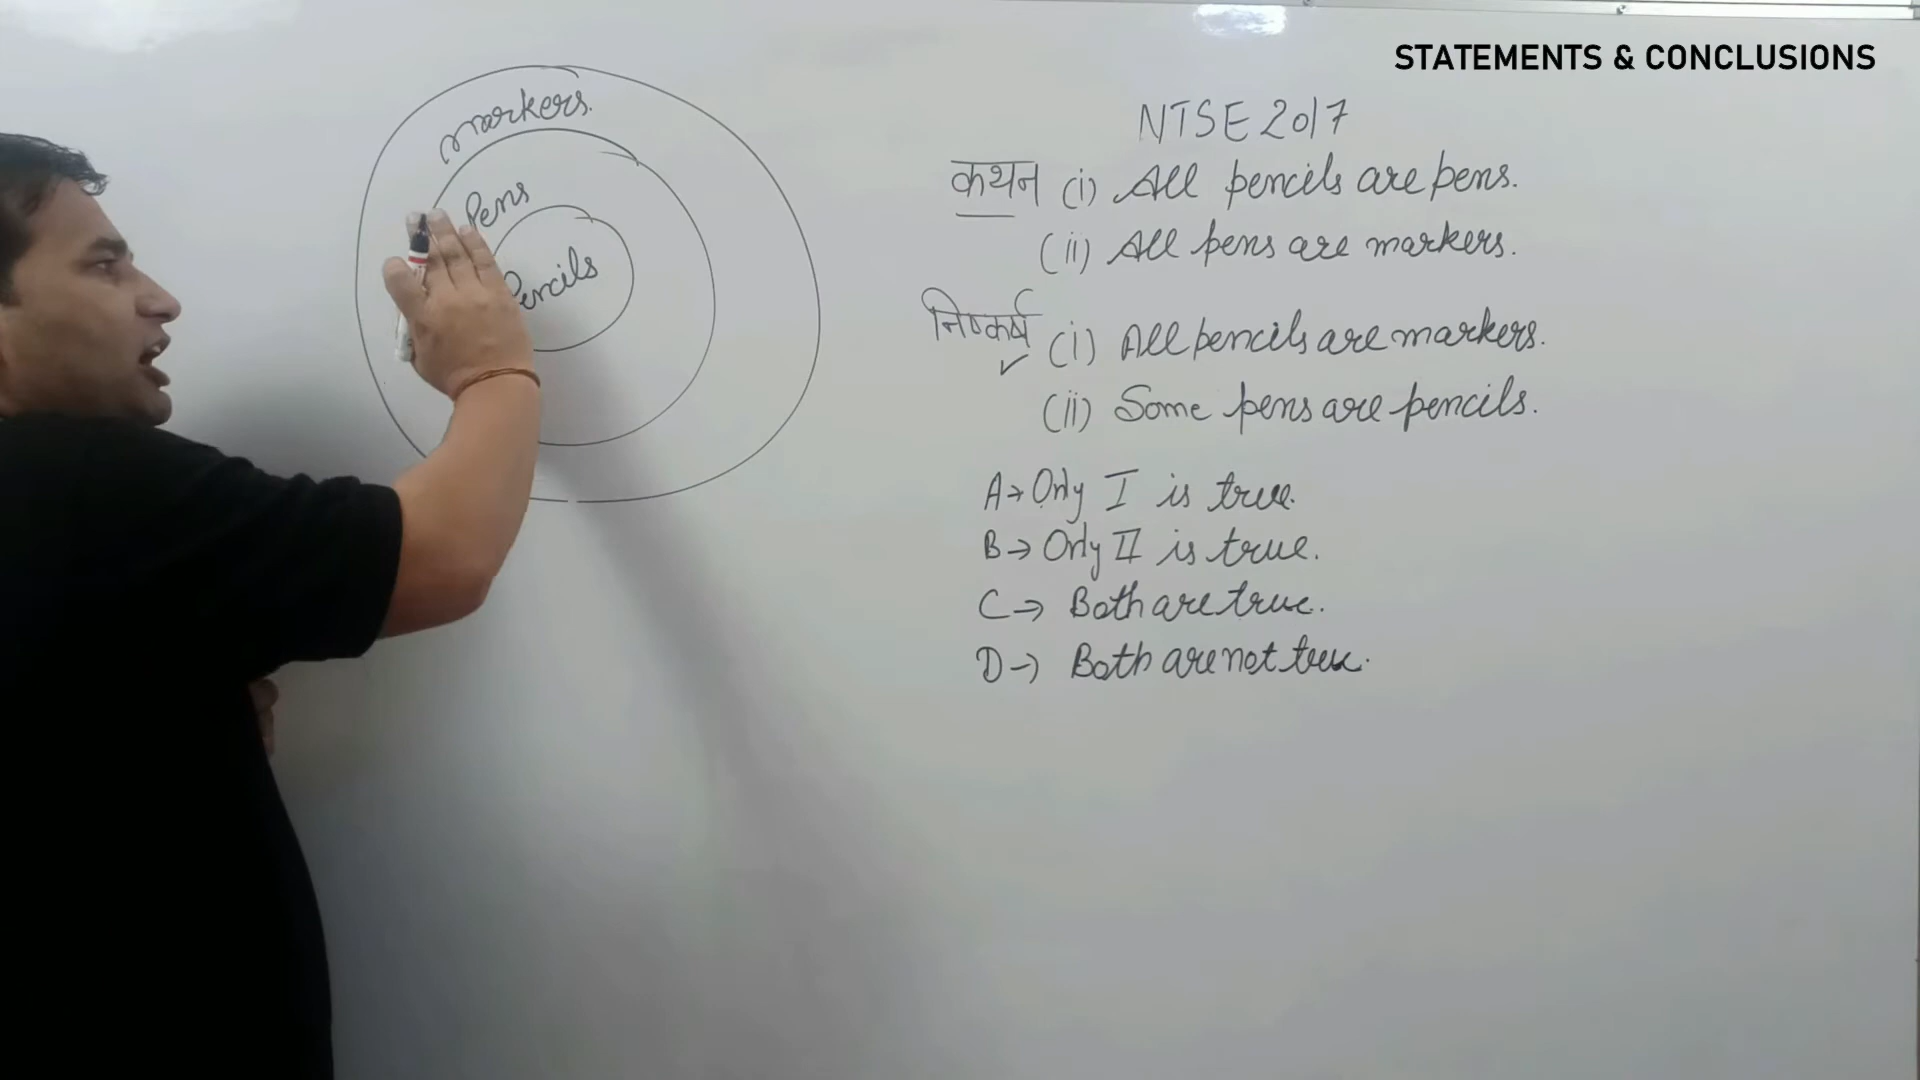 STATEMENTS & CONCLUSIONS
markers.
Pens
Pencils
NTSE 2017
कथन (i) All pencils are pens.
(ii) All pens are markers.
निष्कर्ष (i) All pencils are markers.
(ii) Some pens are pencils.
A→ Only I is true.
B→ Only II is true.
C→ Both are true.
D→ Both are not true.